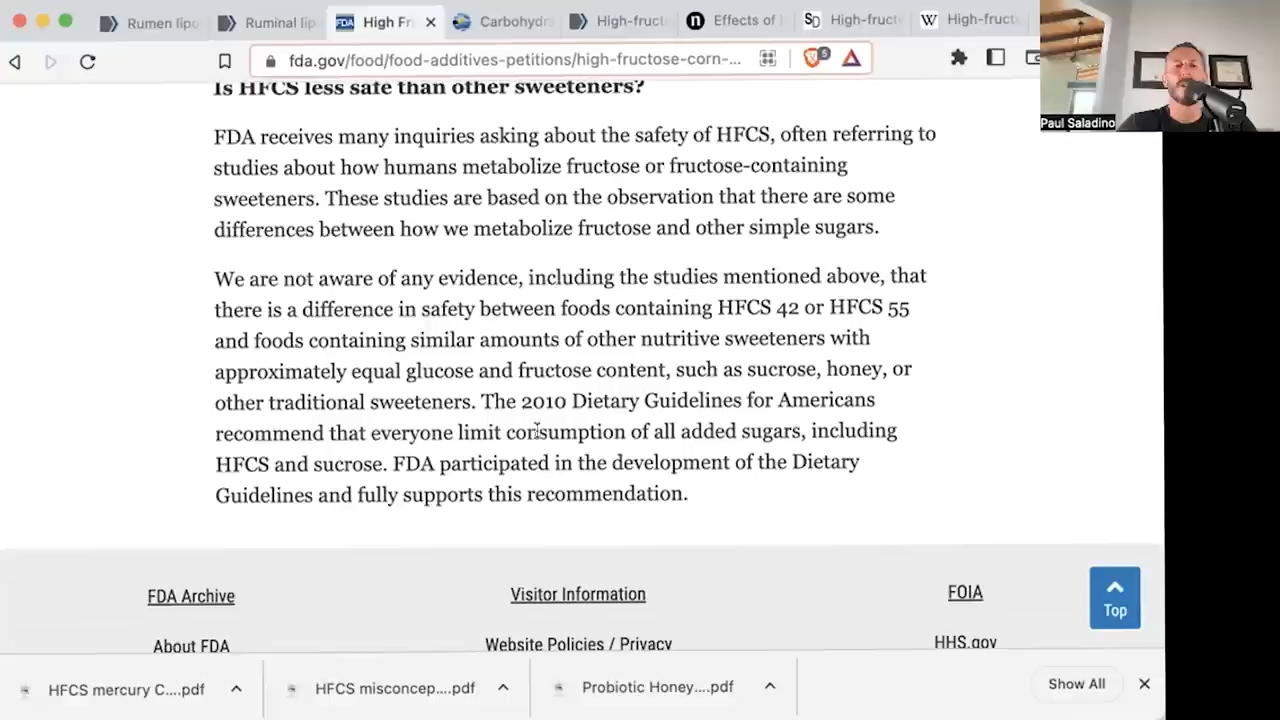 Rumen lipo
Ruminal lip
FDA High Fr
Carbohydr
High-fruct
n Effects of
SD High-fruct
W High-fruct
fda.gov/food/food-additives-petitions/high-fructose-corn-...
5
Paul Saladino
Is HFCS less safe than other sweeteners?
FDA receives many inquiries asking about the safety of HFCS, often referring to
studies about how humans metabolize fructose or fructose-containing
sweeteners. These studies are based on the observation that there are some
differences between how we metabolize fructose and other simple sugars.
We are not aware of any evidence, including the studies mentioned above, that
there is a difference in safety between foods containing HFCS 42 or HFCS 55
and foods containing similar amounts of other nutritive sweeteners with
approximately equal glucose and fructose content, such as sucrose, honey, or
other traditional sweeteners. The 2010 Dietary Guidelines for Americans
recommend that everyone limit consumption of all added sugars, including
HFCS and sucrose. FDA participated in the development of the Dietary
Guidelines and fully supports this recommendation.
FDA Archive
Visitor Information
FOIA
Top
About FDA
Website Policies / Privacy
HHS.gov
HFCS mercury C....pdf
HFCS misconcep....pdf
Probiotic Honey....pdf
Show All